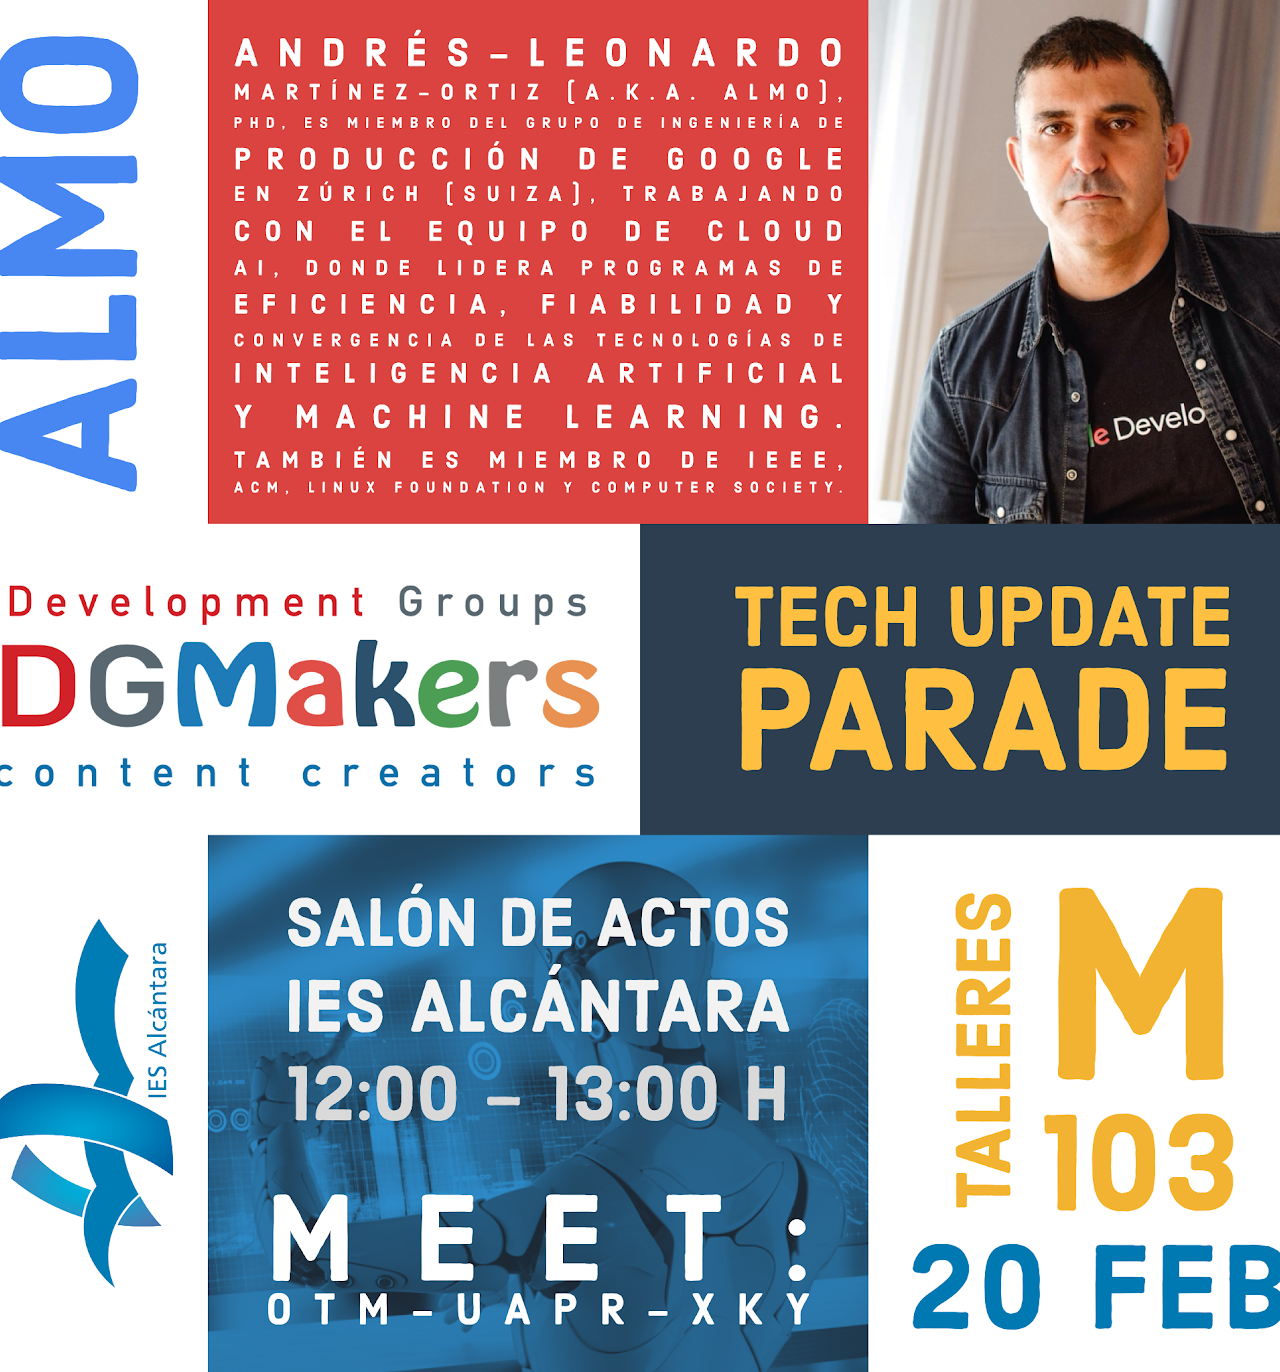 ALMO
ANDRÉS-LEONARDO
MARTÍNEZ-ORTIZ (A.K.A. ALMO),
PHD, ES MIEMBRO DEL GRUPO DE INGENIERÍA DE
PRODUCCIÓN DE GOOGLE
EN ZÚRICH (SUIZA), TRABAJANDO
CON EL EQUIPO DE CLOUD
AI, DONDE LIDERA PROGRAMAS DE
EFICIENCIA, FIABILIDAD Y
CONVERGENCIA DE LAS TECNOLOGÍAS DE
INTELIGENCIA ARTIFICIAL
Y MACHINE LEARNING.
TAMBIÉN ES MIEMBRO DE IEEE,
ACM, LINUX FOUNDATION Y COMPUTER SOCIETY.
le Develo
Development Groups
DGMakers
content creators
TECH UPDATE
PARADE
IES Alcántara
SALÓN DE ACTOS
IES ALCÁNTARA
12:00 – 13:00 H
MEET:
OTM-UAPR-XKY
TALLERES
M
103
20 FEB